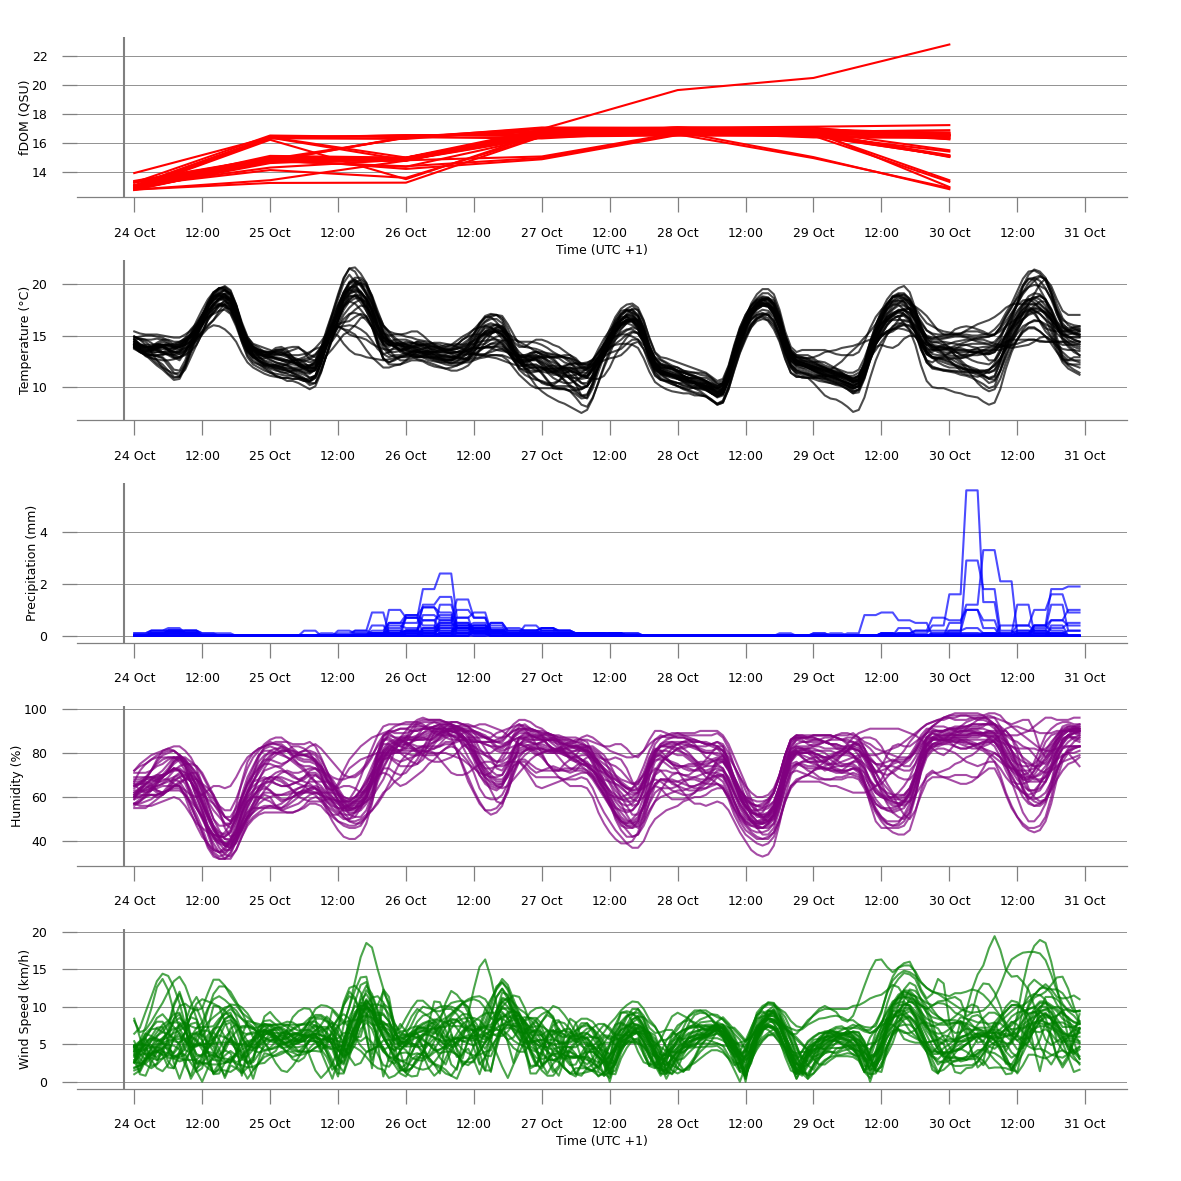 22
20
18
16
14
fDOM (QSU)
24 Oct 12:00 25 Oct 12:00 26 Oct 12:00 27 Oct 12:00 28 Oct 12:00 29 Oct 12:00 30 Oct 12:00 31 Oct
Time (UTC +1)
20
15
10
Temperature (°C)
24 Oct 12:00 25 Oct 12:00 26 Oct 12:00 27 Oct 12:00 28 Oct 12:00 29 Oct 12:00 30 Oct 12:00 31 Oct
4
2
0
Precipitation (mm)
24 Oct 12:00 25 Oct 12:00 26 Oct 12:00 27 Oct 12:00 28 Oct 12:00 29 Oct 12:00 30 Oct 12:00 31 Oct
100
80
60
40
Humidity (%)
24 Oct 12:00 25 Oct 12:00 26 Oct 12:00 27 Oct 12:00 28 Oct 12:00 29 Oct 12:00 30 Oct 12:00 31 Oct
20
15
10
5
0
Wind Speed (km/h)
24 Oct 12:00 25 Oct 12:00 26 Oct 12:00 27 Oct 12:00 28 Oct 12:00 29 Oct 12:00 30 Oct 12:00 31 Oct
Time (UTC +1)